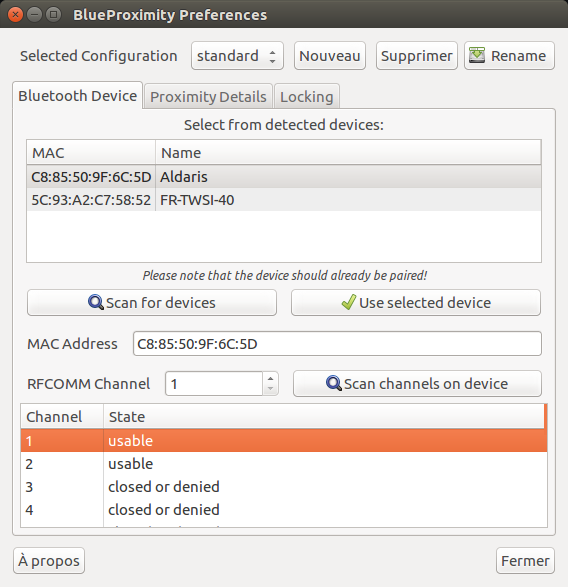 BlueProximity Preferences
Selected Configuration standard Nouveau Supprimer Rename
Bluetooth Device Proximity Details Locking
Select from detected devices:
MAC Name
C8:85:50:9F:6C:5D Aldaris
5C:93:A2:C7:58:52 FR-TWSI-40
Please note that the device should already be paired!
Scan for devices Use selected device
MAC Address C8:85:50:9F:6C:5D
RFCOMM Channel 1 Scan channels on device
Channel State
1 usable
2 usable
3 closed or denied
4 closed or denied
À propos Fermer